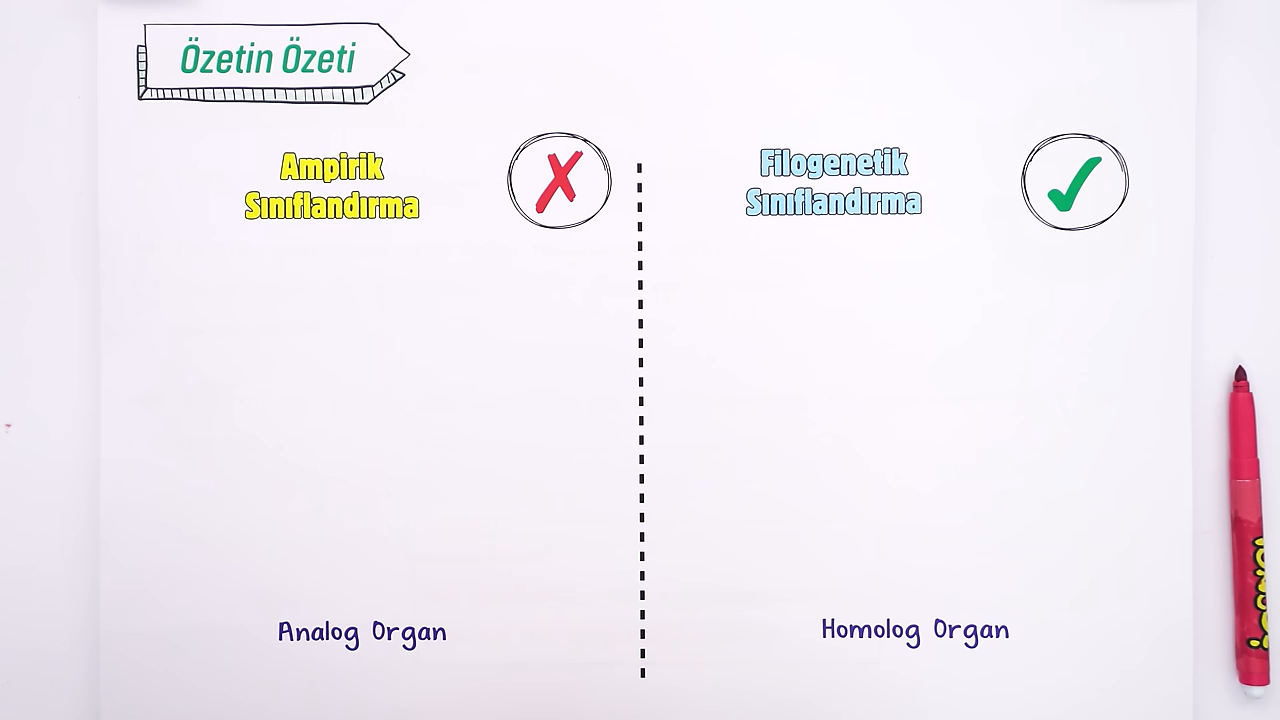 Özetin Özeti
Ampirik
Sınıflandırma
Filogenetik
Sınıflandırma
Analog Organ
Homolog Organ